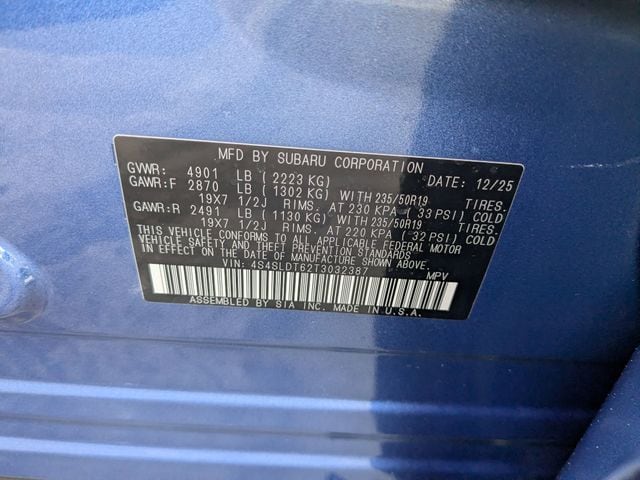 MFD BY SUBARU CORPORATION
GVWR: 4901 LB (2223 KG) DATE: 12/25
GAWR:F 2870 LB (1302 KG) WITH 235/50R19 TIRES.
19X7 1/2J RIMS. AT 230 KPA (33 PSI) COLD
GAWR:R 2491 LB (1130 KG) WITH 235/50R19 TIRES.
19X7 1/2J RIMS. AT 220 KPA (32 PSI) COLD
THIS VEHICLE CONFORMS TO ALL APPLICABLE FEDERAL MOTOR
VEHICLE SAFETY AND THEFT PREVENTION STANDARDS IN
EFFECT ON THE DATE OF MANUFACTURE SHOWN ABOVE.
VIN: 4S4SLDT62T3032387 MPV
ASSEMBLED BY SIA INC. MADE IN U.S.A.